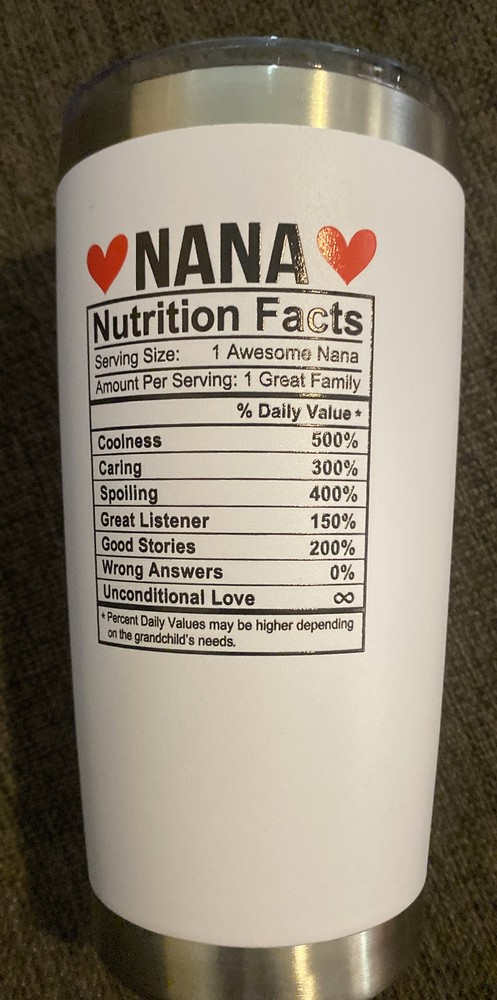 NANA
Nutrition Facts
Serving Size: 1 Awesome Nana
Amount Per Serving: 1 Great Family
% Daily Value*
Coolness 500%
Caring 300%
Spoiling 400%
Great Listener 150%
Good Stories 200%
Wrong Answers 0%
Unconditional Love ∞
* Percent Daily Values may be higher depending
on the grandchild's needs.